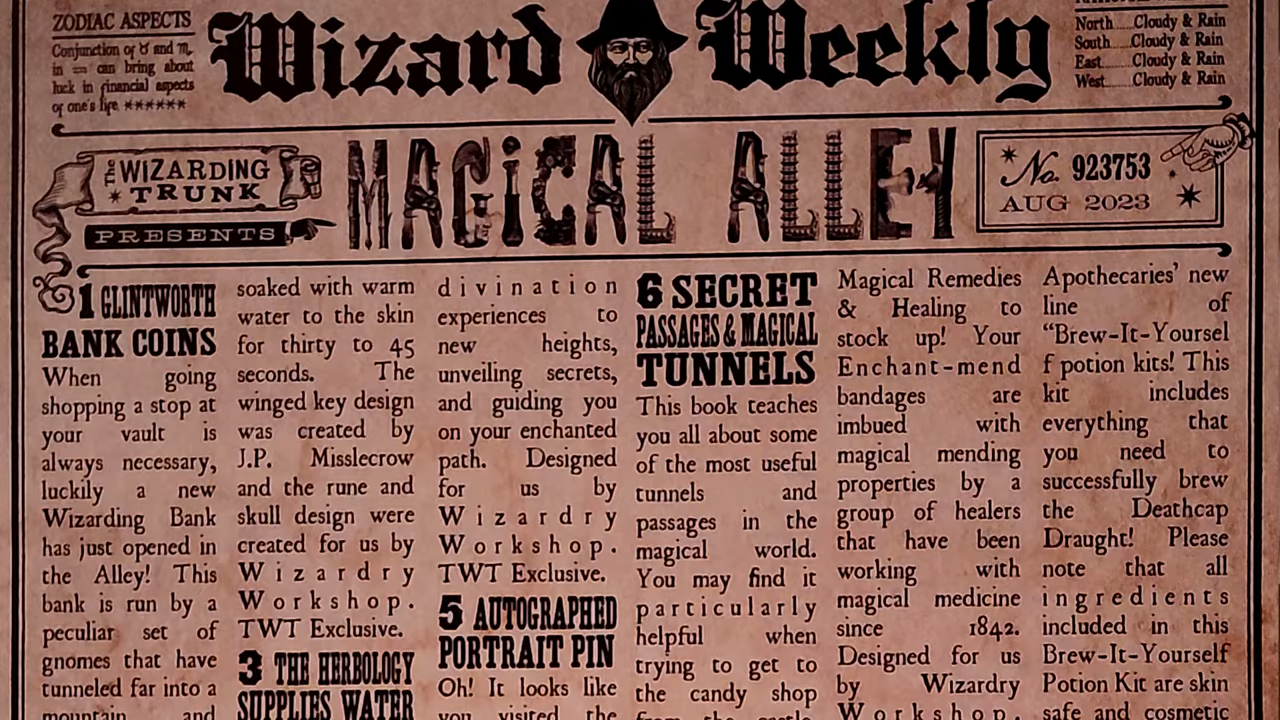 ZODIAC ASPECTS
Conjunction of ♉ and ♏
in ♒ can bring about
luck in financial aspects
of one's life ******
Wizard Weekly
North.....Cloudy & Rain
South.....Cloudy & Rain
East.......Cloudy & Rain
West.......Cloudy & Rain
The WIZARDING
TRUNK
PRESENTS
MAGiCAL ALLEY
No. 923753
AUG 2023
1 GLINTWORTH
BANK COINS
When going
shopping a stop at
your vault is
always necessary,
luckily a new
Wizarding Bank
has just opened in
the Alley! This
bank is run by a
peculiar set of
gnomes that have
tunneled far into a
mountain and
soaked with warm
water to the skin
for thirty to 45
seconds. The
winged key design
was created by
J.P. Misslecrow
and the rune and
skull design were
created for us by
Wizardry
Workshop.
TWT Exclusive.
3 THE HERBOLOGY
SUPPLIES WATER
divination
experiences to
new heights,
unveiling secrets,
and guiding you
on your enchanted
path. Designed
for us by
Wizardry
Workshop.
TWT Exclusive.
5 AUTOGRAPHED
PORTRAIT PIN
Oh! It looks like
you visited the
6 SECRET
PASSAGES & MAGICAL
TUNNELS
This book teaches
you all about some
of the most useful
tunnels and
passages in the
magical world.
You may find it
particularly
helpful when
trying to get to
the candy shop
from the castle
Magical Remedies
& Healing to
stock up! Your
Enchant-mend
bandages are
imbued with
magical mending
properties by a
group of healers
that have been
working with
magical medicine
since 1842.
Designed for us
by Wizardry
Workshop.
Apothecaries' new
line of
"Brew-It-Yoursel
f potion kits! This
kit includes
everything that
you need to
successfully brew
the Deathcap
Draught! Please
note that all
ingredients
included in this
Brew-It-Yourself
Potion Kit are skin
safe and cosmetic